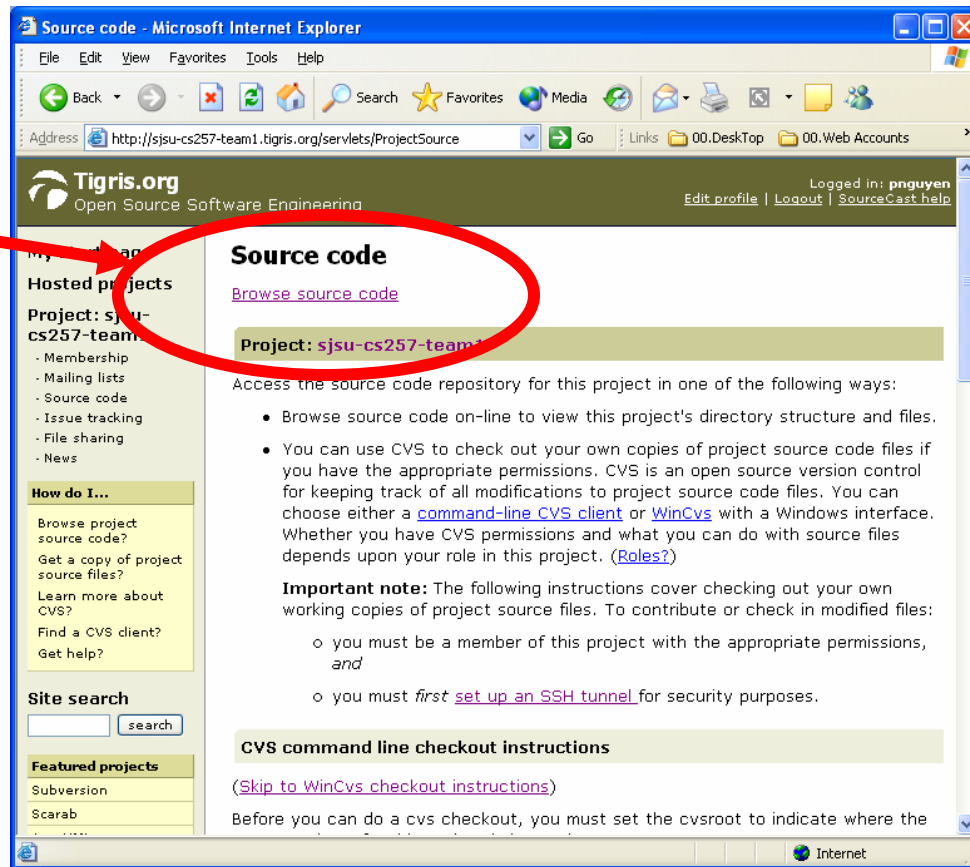 Source code - Microsoft Internet Explorer
File Edit View Favorites Tools Help
Back Search Favorites Media
Address http://sjsu-cs257-team1.tigris.org/servlets/ProjectSource Go Links 00.DeskTop 00.Web Accounts »
Tigris.org
Open Source Software Engineering
Logged in: pnguyen
Edit profile | Logout | SourceCast help
My
Hosted projects
Project: sjsu-
cs257-team1
- Membership
- Mailing lists
- Source code
- Issue tracking
- File sharing
- News
How do I...
Browse project
source code?
Get a copy of project
source files?
Learn more about
CVS?
Find a CVS client?
Get help?
Site search
search
Featured projects
Subversion
Scarab
Source code
Browse source code
Project: sjsu-cs257-team1
Access the source code repository for this project in one of the following ways:
• Browse source code on-line to view this project's directory structure and files.
• You can use CVS to check out your own copies of project source code files if
you have the appropriate permissions. CVS is an open source version control
for keeping track of all modifications to project source code files. You can
choose either a command-line CVS client or WinCvs with a Windows interface.
Whether you have CVS permissions and what you can do with source files
depends upon your role in this project. (Roles?)
Important note: The following instructions cover checking out your own
working copies of project source files. To contribute or check in modified files:
o you must be a member of this project with the appropriate permissions,
and
o you must first set up an SSH tunnel for security purposes.
CVS command line checkout instructions
(Skip to WinCvs checkout instructions)
Before you can do a cvs checkout, you must set the cvsroot to indicate where the
Internet